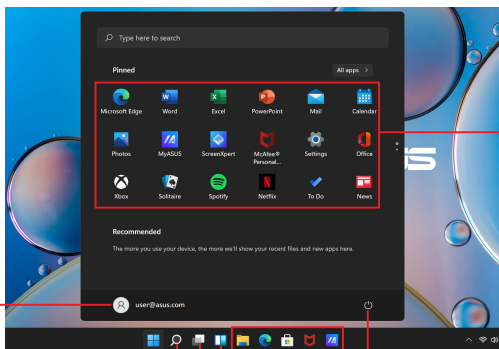 Type here to search
Pinned
All apps >
Microsoft Edge
Word
Excel
PowerPoint
Mail
Calendar
Photos
MyASUS
ScreenXpert
McAfee®
Personal...
Settings
Office
Xbox
Solitaire
Spotify
Netflix
To Do
News
Recommended
The more you use your device, the more we'll show your recent files and new apps here.
user@asus.com